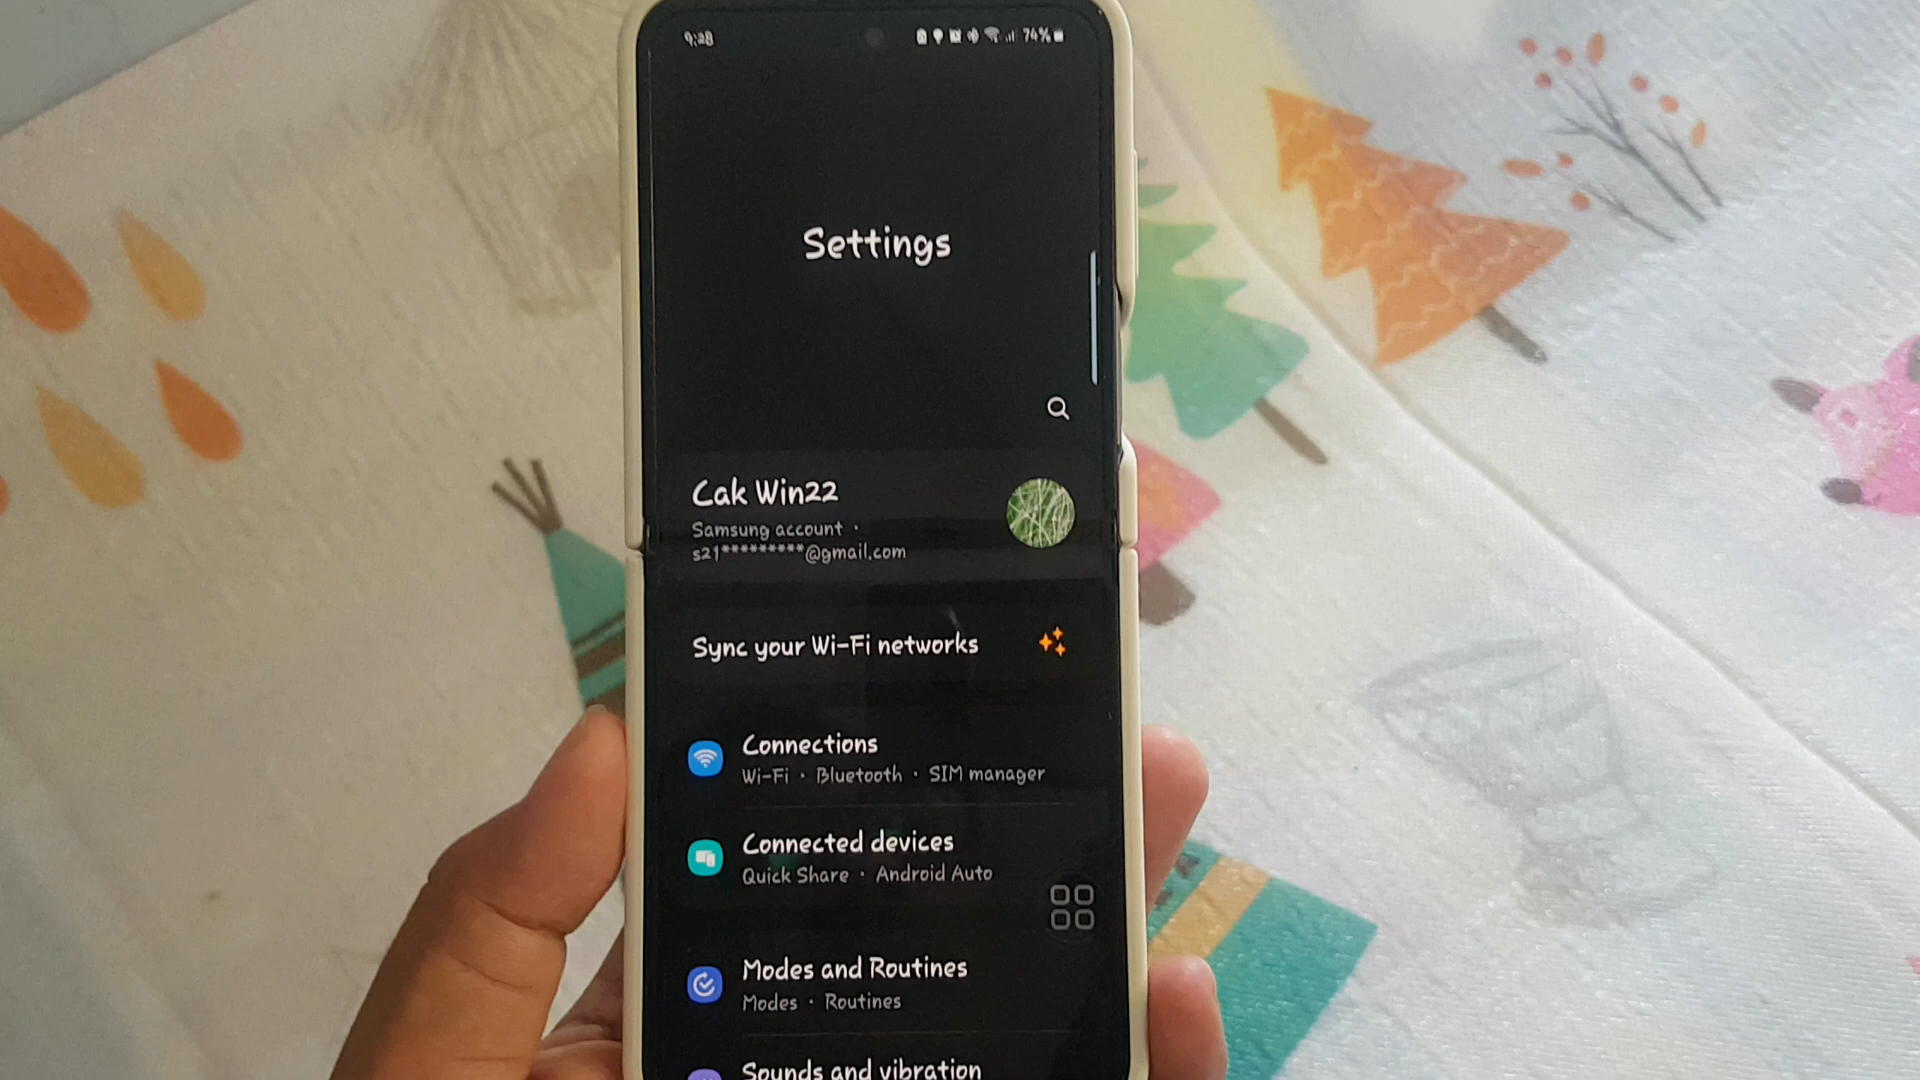 9:28
74%
Settings
Cak Win22
Samsung account ·
s21*********@gmail.com
Sync your Wi-Fi networks
Connections
Wi-Fi · Bluetooth · SIM manager
Connected devices
Quick Share · Android Auto
Modes and Routines
Modes · Routines
Sounds and vibration